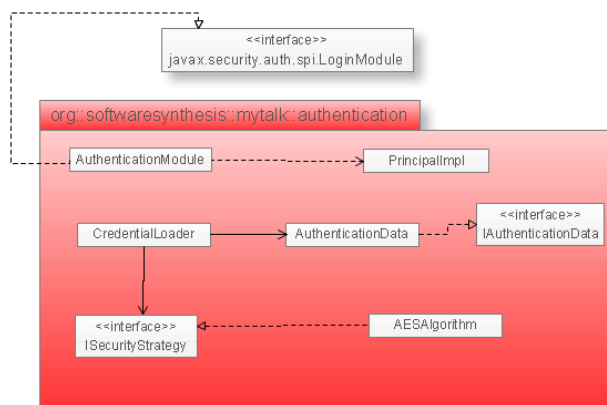 <<interface>>
javax.security.auth.spi.LoginModule
org::softwaresynthesis::mytalk::authentication
AuthenticationModule
PrincipalImpl
<<interface>>
IAuthenticationData
CredentialLoader
AuthenticationData
<<interface>>
ISecurityStrategy
AESAlgorithm